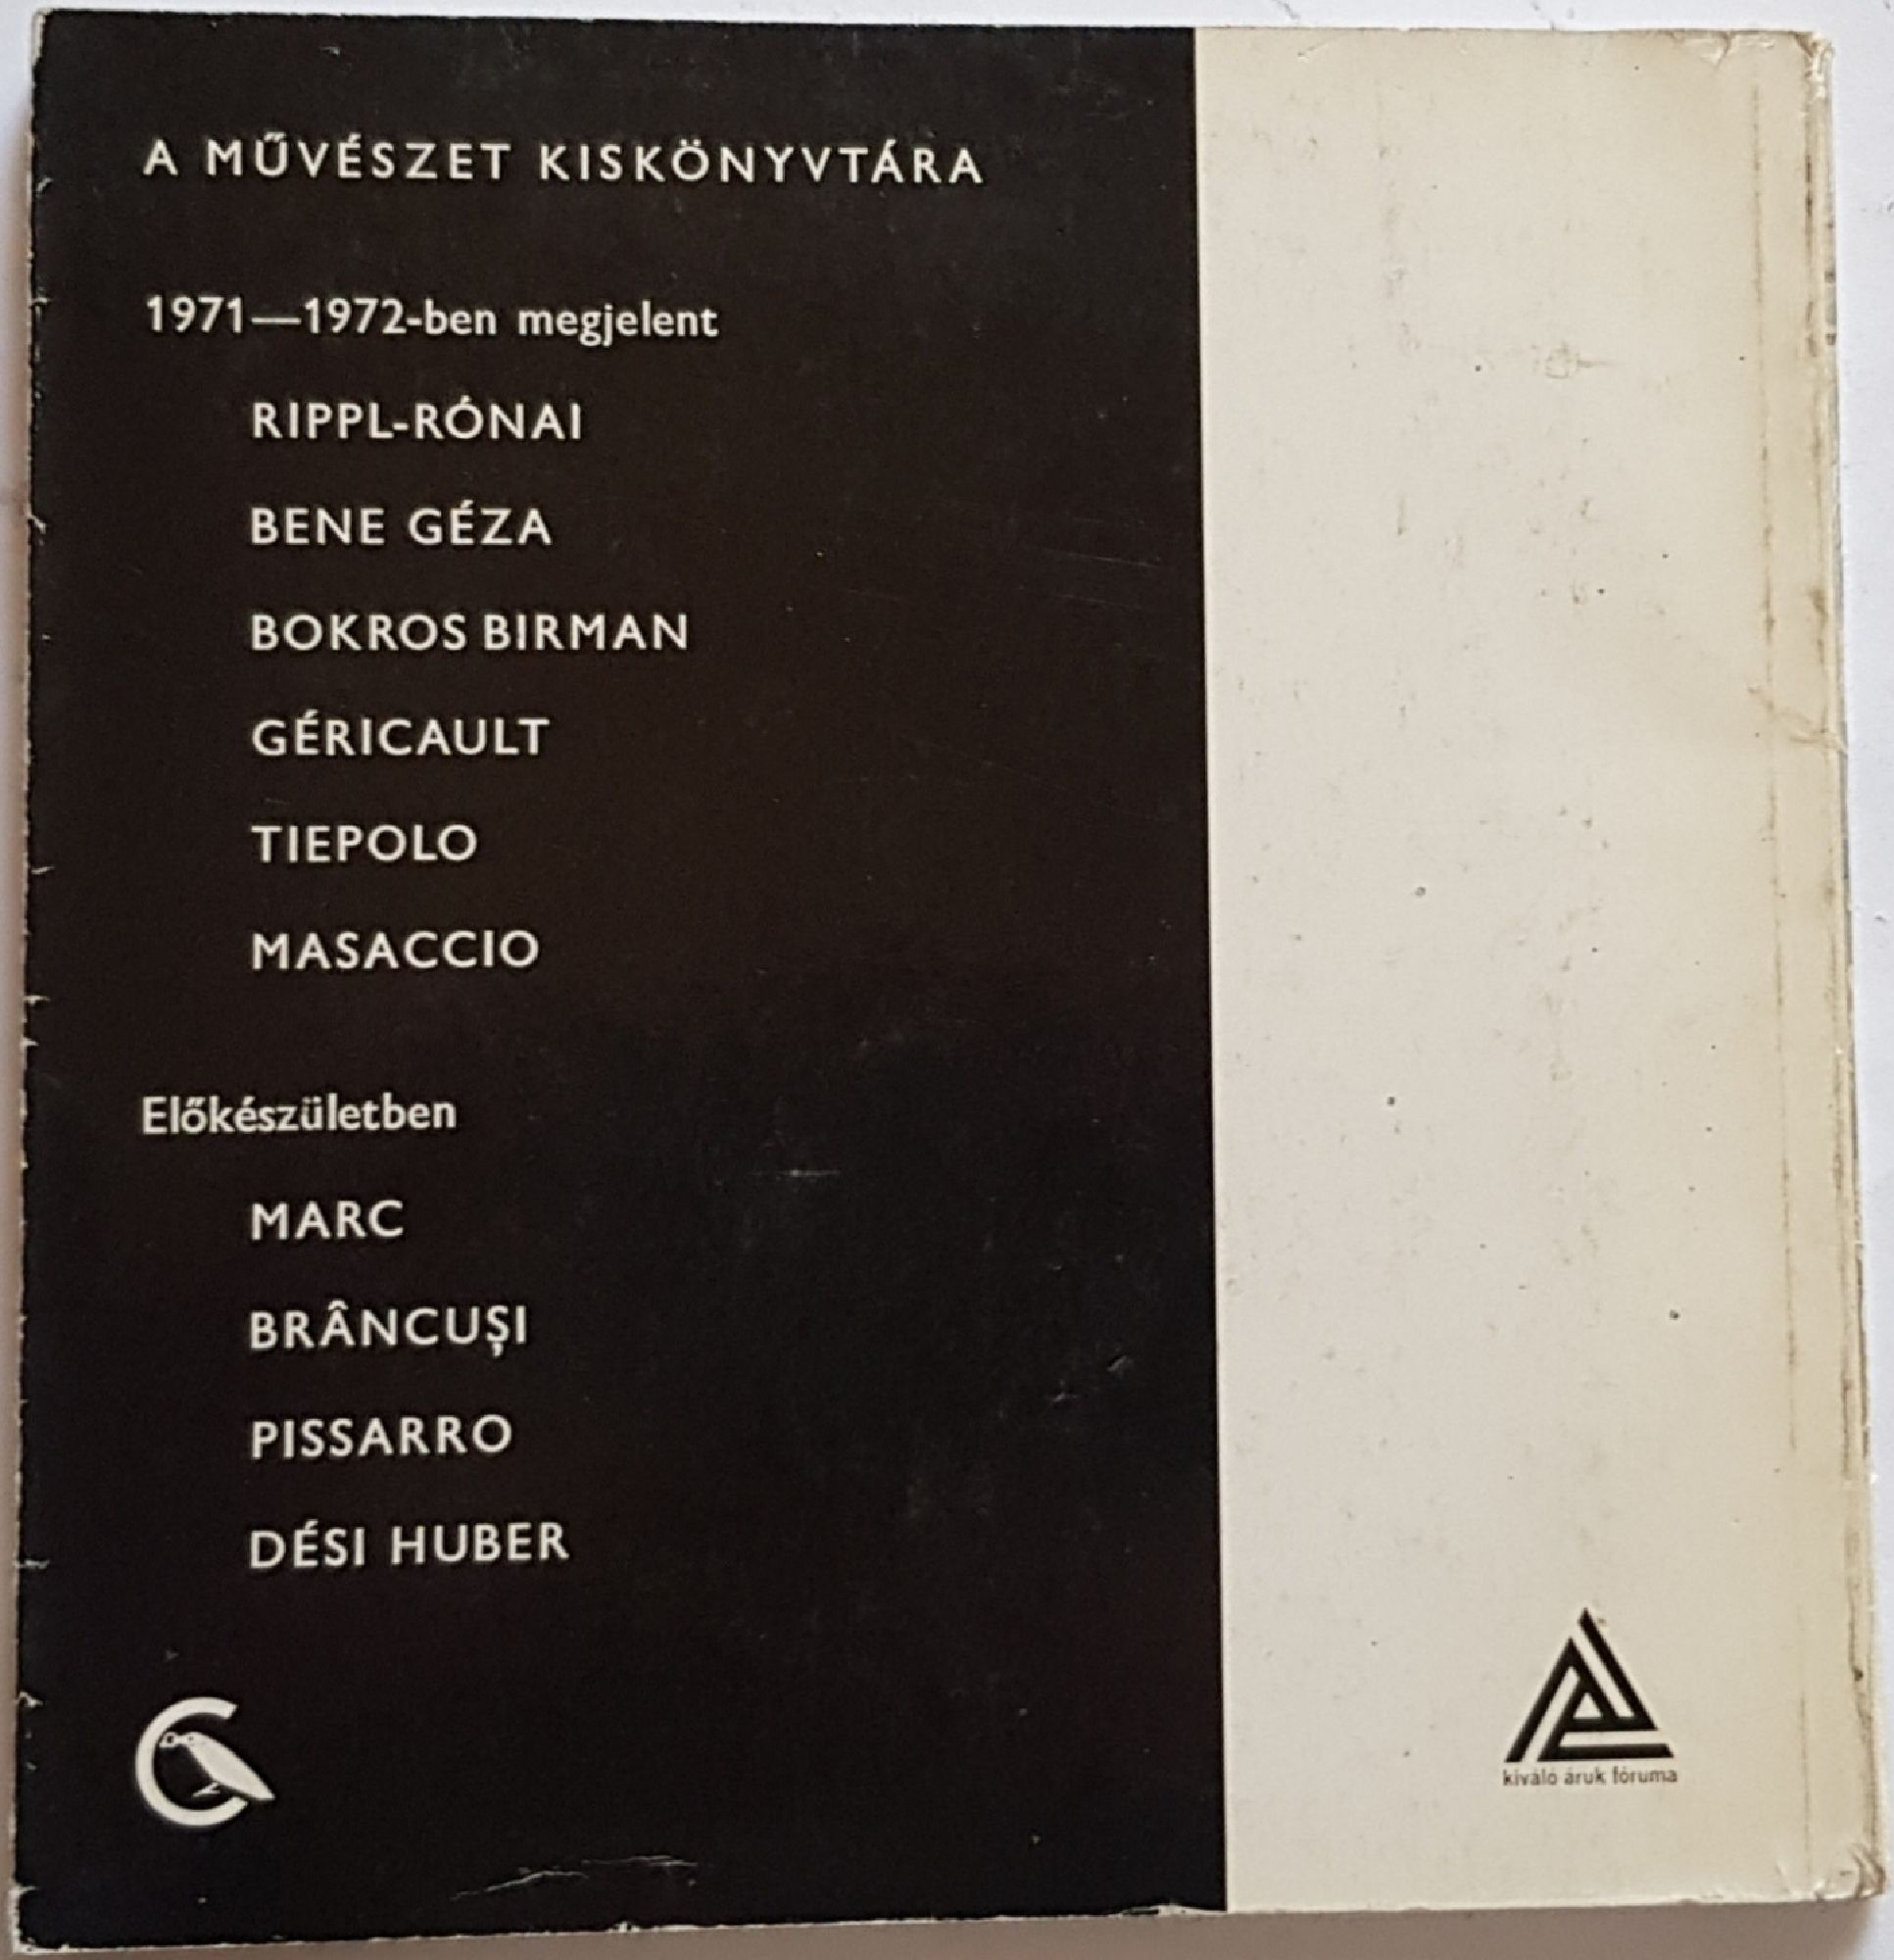 A MŰVÉSZET KISKÖNYVTÁRA
1971—1972-ben megjelent
RIPPL-RÓNAI
BENE GÉZA
BOKROS BIRMAN
GÉRICAULT
TIEPOLO
MASACCIO
Előkészületben
MARC
BRÂNCUȘI
PISSARRO
DÉSI HUBER
kiváló áruk fóruma